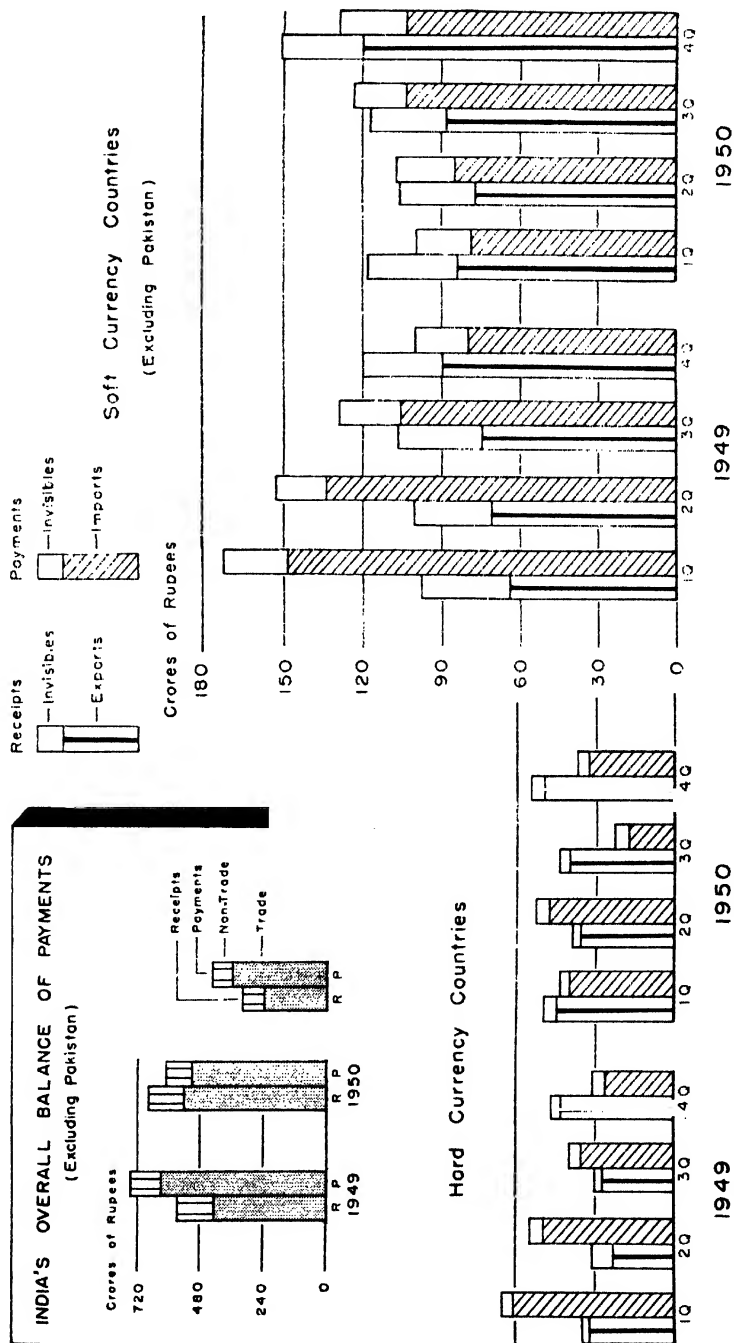 INDIA'S OVERALL BALANCE OF PAYMENTS
(Excluding Pakistan)
Crores of Rupees
720
480
240
0
R P
1949
R P
1950
R P
Receipts
Payments
Non-Trade
Trade
Receipts
Invisibles
Exports
Payments
Invisibles
Imports
Soft Currency Countries
(Excluding Pakistan)
Crores of Rupees
180
150
120
90
60
30
0
1Q 2Q 3Q 4Q
1949
1Q 2Q 3Q 4Q
1950
Hard Currency Countries
1Q 2Q 3Q 4Q
1949
1Q 2Q 3Q 4Q
1950